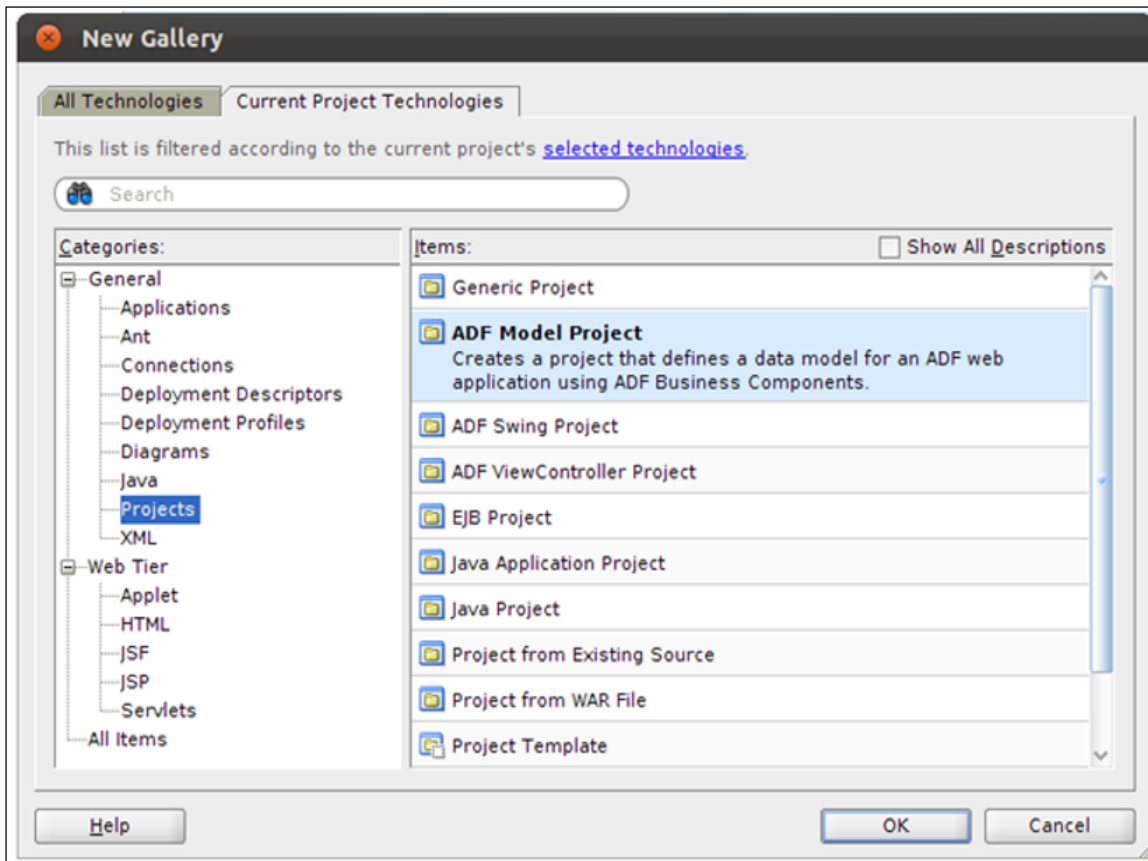 New Gallery
All Technologies
Current Project Technologies
This list is filtered according to the current project's selected technologies.
Search
Categories:
General
Applications
Ant
Connections
Deployment Descriptors
Deployment Profiles
Diagrams
Java
Projects
XML
Web Tier
Applet
HTML
JSF
JSP
Servlets
All Items
Items:
Show All Descriptions
Generic Project
ADF Model Project
Creates a project that defines a data model for an ADF web
application using ADF Business Components.
ADF Swing Project
ADF ViewController Project
EJB Project
Java Application Project
Java Project
Project from Existing Source
Project from WAR File
Project Template
Help
OK
Cancel